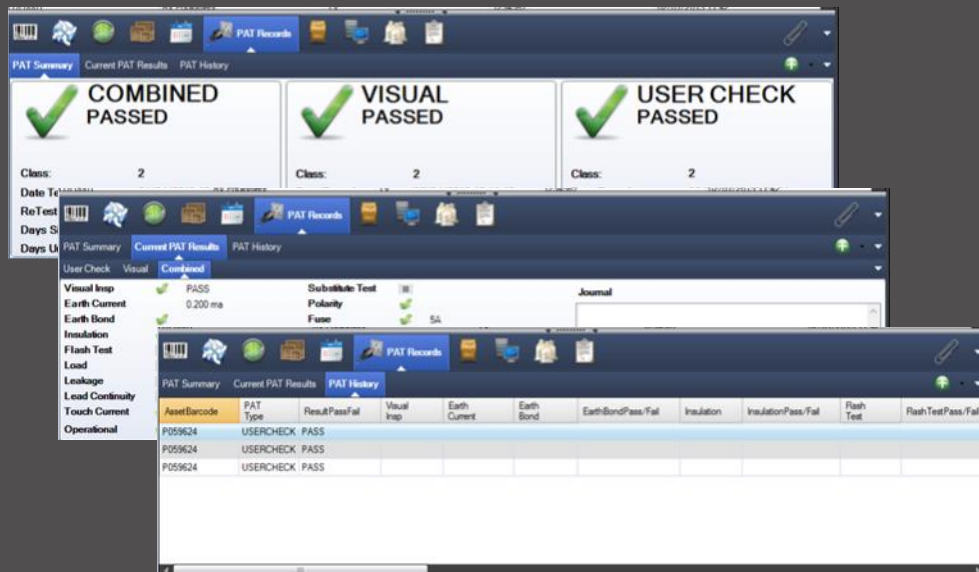 PAT Records
PAT Summary Current PAT Results PAT History
COMBINED
PASSED
VISUAL
PASSED
USER CHECK
PASSED
Class: 2
Class: 2
Class: 2
Date
ReTest
Days
Days
PAT Records
PAT Summary Current PAT Results PAT History
User Check Visual Combined
Visual Insp PASS Substitute Test Journal
Earth Current 0.200 ma Polarity
Earth Bond Fuse 5A
Insulation
Flash Test
Load
Leakage
Lead Continuity
Touch Current
Operational
PAT Records
PAT Summary Current PAT Results PAT History
AssetBarcode PAT Type ResultPassFail Visual Insp Earth Current Earth Bond EarthBondPass/Fail Insulation InsulationPass/Fail Flash Test FlashTestPass/Fail
P059624 USERCHECK PASS
P059624 USERCHECK PASS
P059624 USERCHECK PASS